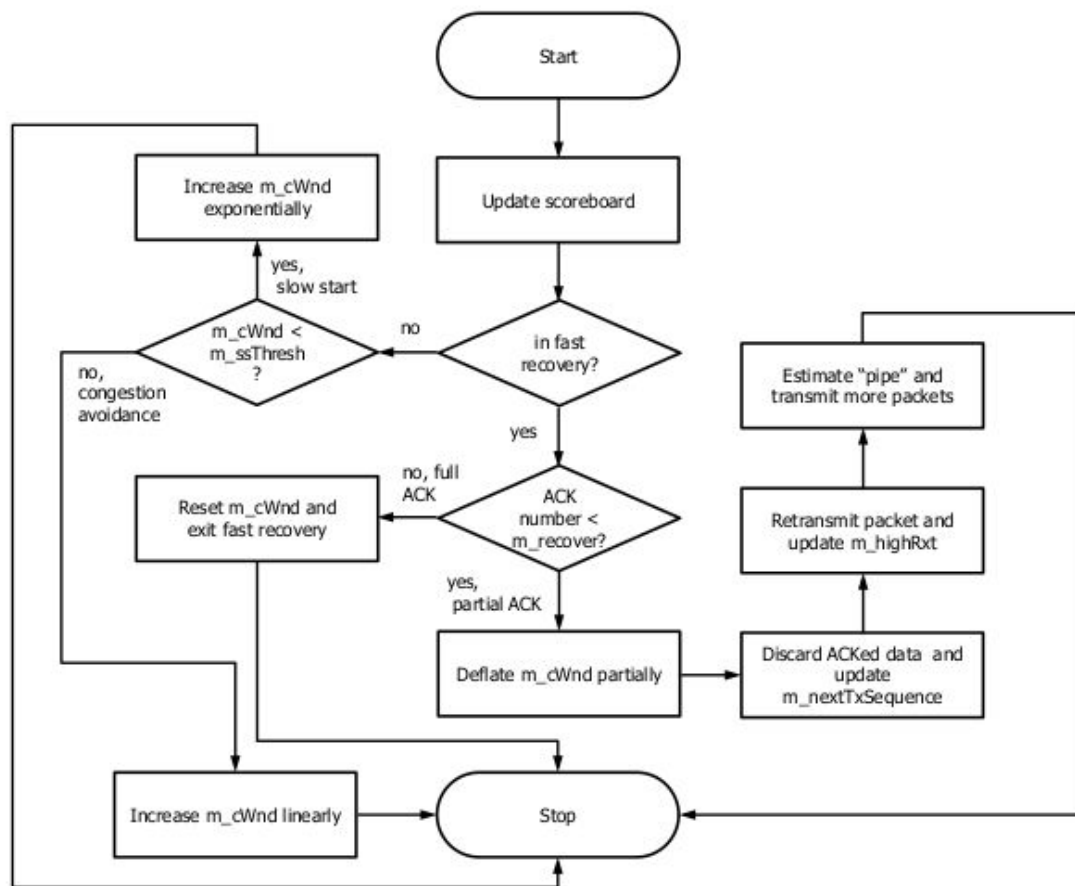 Start
Update scoreboard
Increase m_cWnd
exponentially
yes,
slow start
m_cWnd <
m_ssThresh
?
no
in fast
recovery?
no,
congestion
avoidance
Estimate “pipe” and
transmit more packets
yes
no, full
ACK
Reset m_cWnd and
exit fast recovery
ACK
number <
m_recover?
Retransmit packet and
update m_highRxt
yes,
partial ACK
Deflate m_cWnd partially
Discard ACKed data and
update
m_nextTxSequence
Increase m_cWnd linearly
Stop